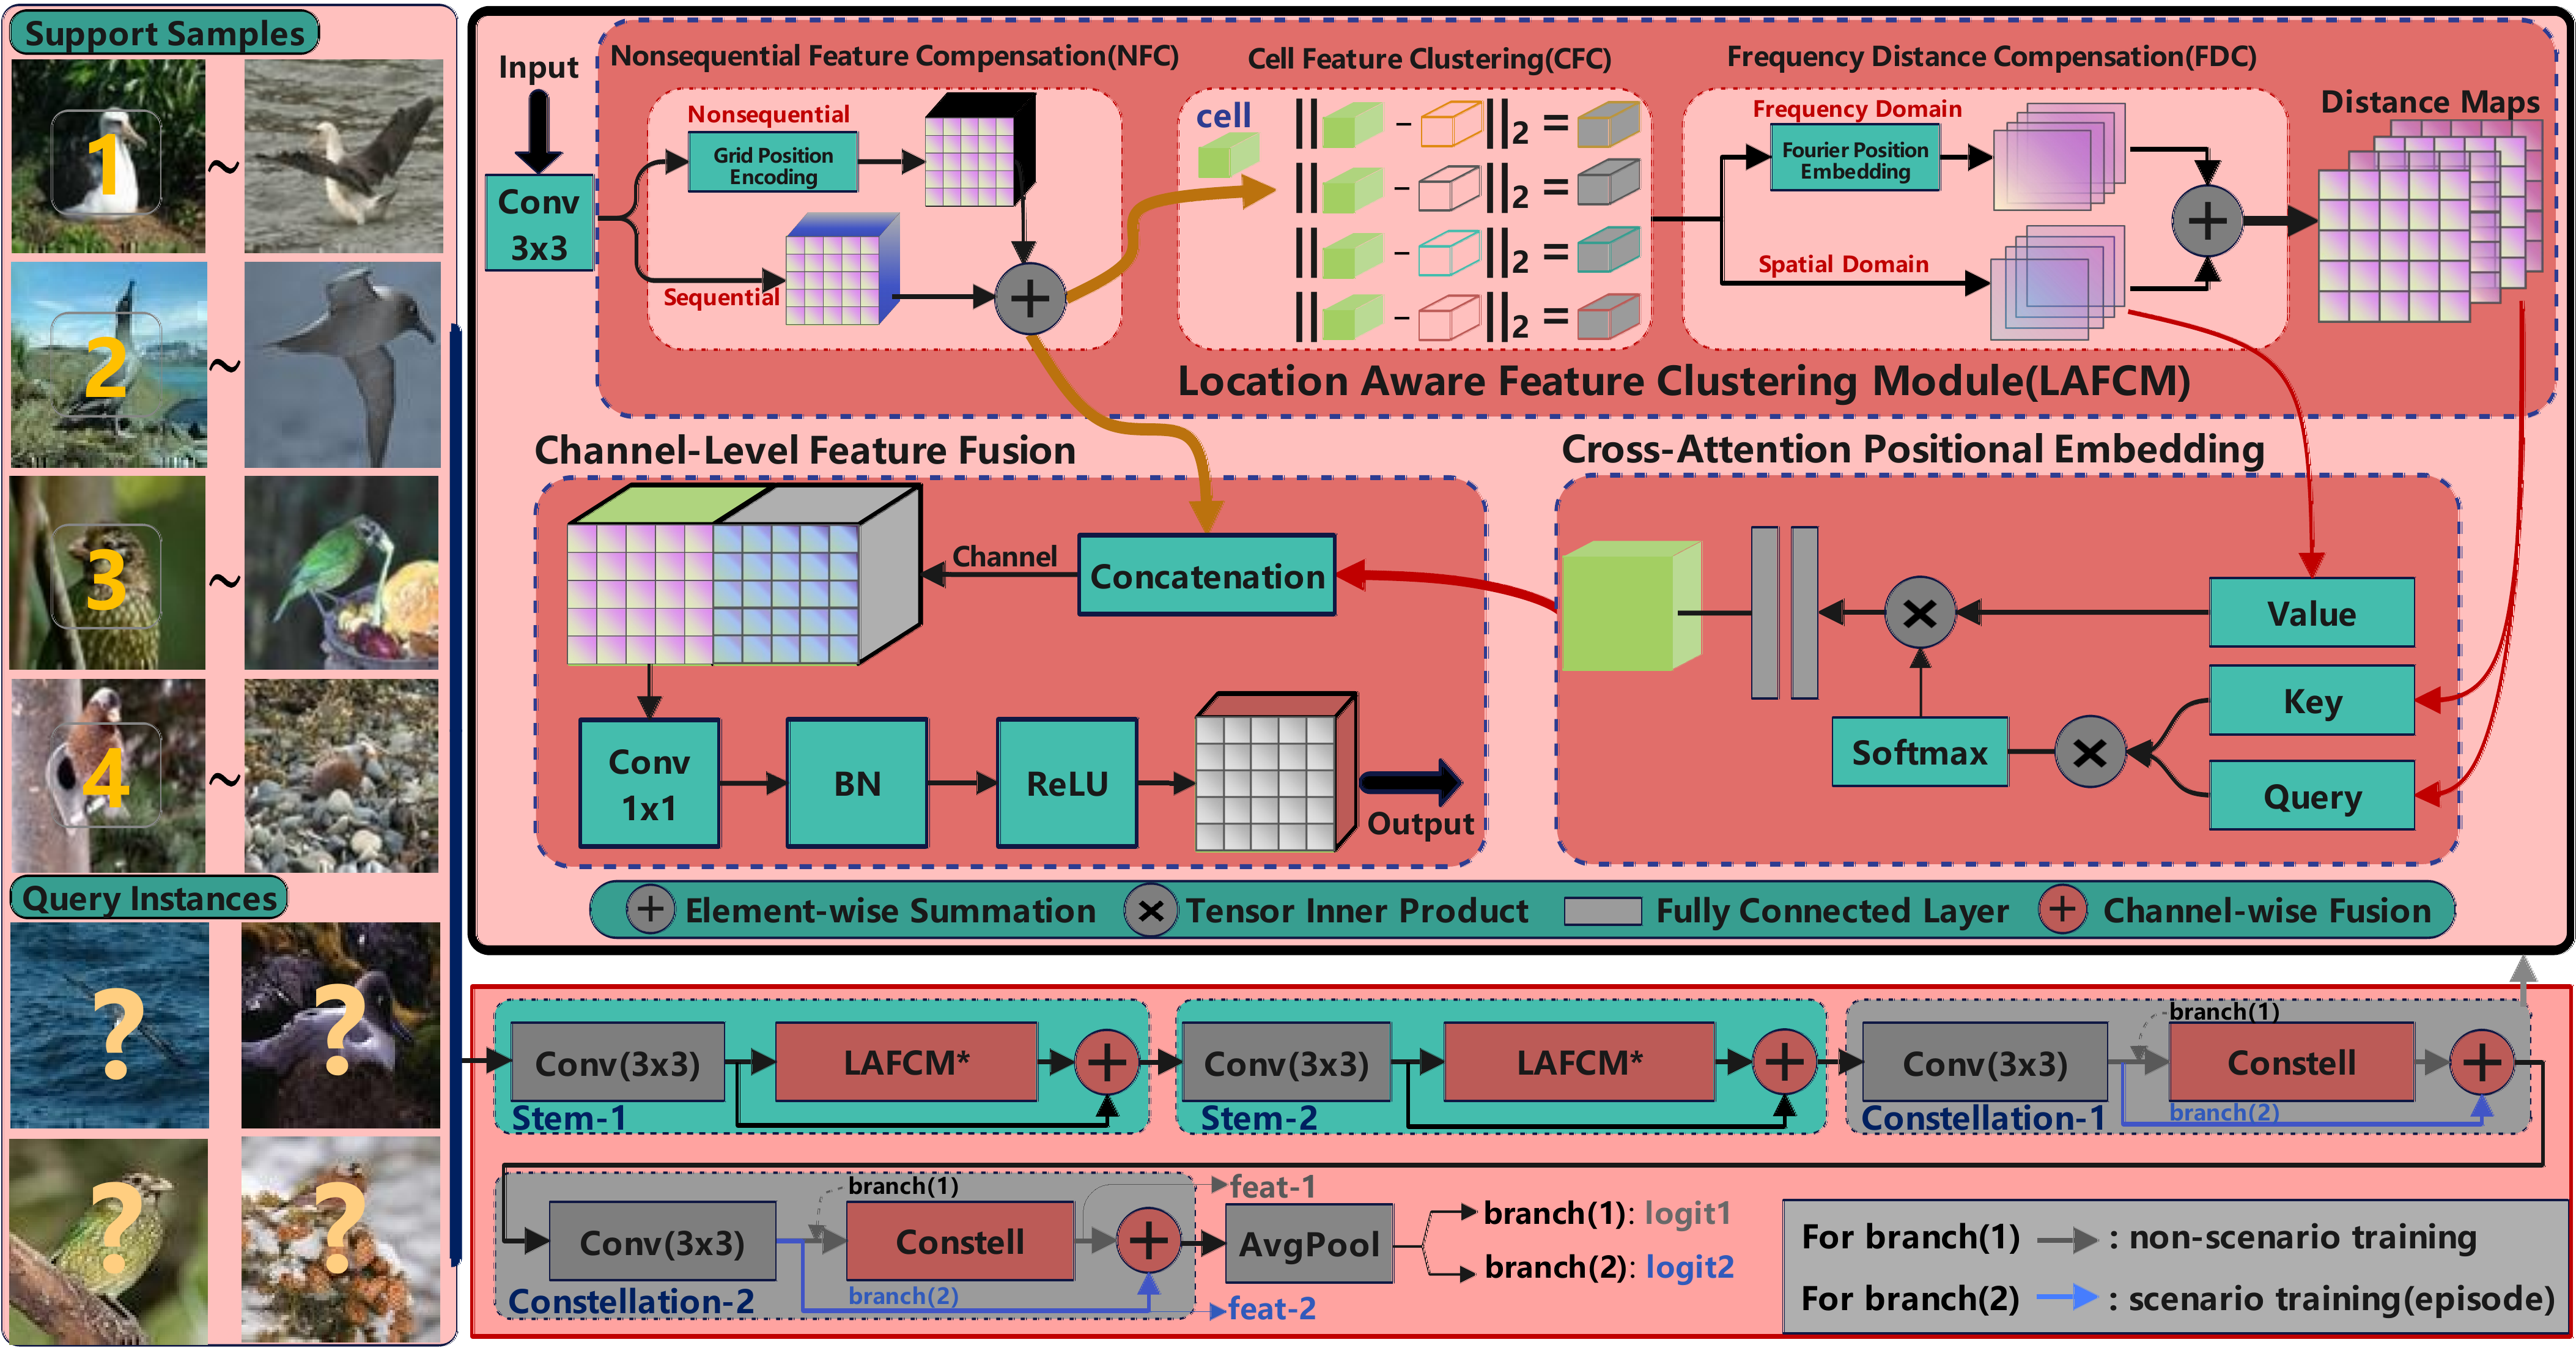 Support Samples
1
~
2
~
3
~
4
~
Query Instances
?
?
?
?
Input
Conv
3x3
Nonsequential Feature Compensation(NFC)
Nonsequential
Grid Position
Encoding
Sequential
+
Cell Feature Clustering(CFC)
cell
|| - ||2 =
|| - ||2 =
|| - ||2 =
|| - ||2 =
Frequency Distance Compensation(FDC)
Frequency Domain
Fourier Position
Embedding
Spatial Domain
+
Distance Maps
Location Aware Feature Clustering Module(LAFCM)
Channel-Level Feature Fusion
Channel
Concatenation
Conv
1x1
BN
ReLU
Output
Cross-Attention Positional Embedding
×
Value
Key
Softmax
×
Query
+ Element-wise Summation × Tensor Inner Product Fully Connected Layer + Channel-wise Fusion
Conv(3x3)
LAFCM*
+
Stem-1
Conv(3x3)
LAFCM*
+
Stem-2
branch(1)
Conv(3x3)
Constell
+
branch(2)
Constellation-1
branch(1)
feat-1
Conv(3x3)
Constell
+
AvgPool
branch(2)
Constellation-2
feat-2
branch(1): logit1
branch(2): logit2
For branch(1) : non-scenario training
For branch(2) : scenario training(episode)